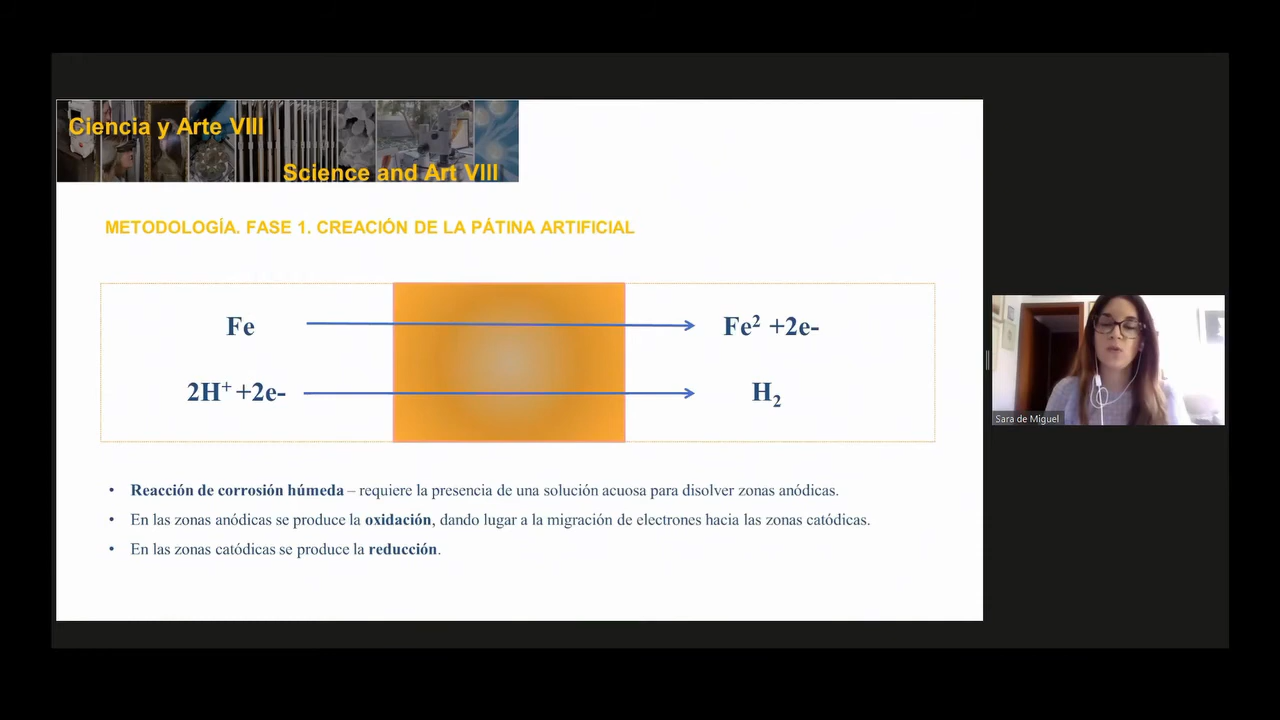 Ciencia y Arte VIII
Science and Art VIII
METODOLOGÍA. FASE 1. CREACIÓN DE LA PÁTINA ARTIFICIAL
Fe
Fe² +2e-
2H⁺ +2e-
H₂
• Reacción de corrosión húmeda – requiere la presencia de una solución acuosa para disolver zonas anódicas.
• En las zonas anódicas se produce la oxidación, dando lugar a la migración de electrones hacia las zonas catódicas.
• En las zonas catódicas se produce la reducción.
Sara de Miguel